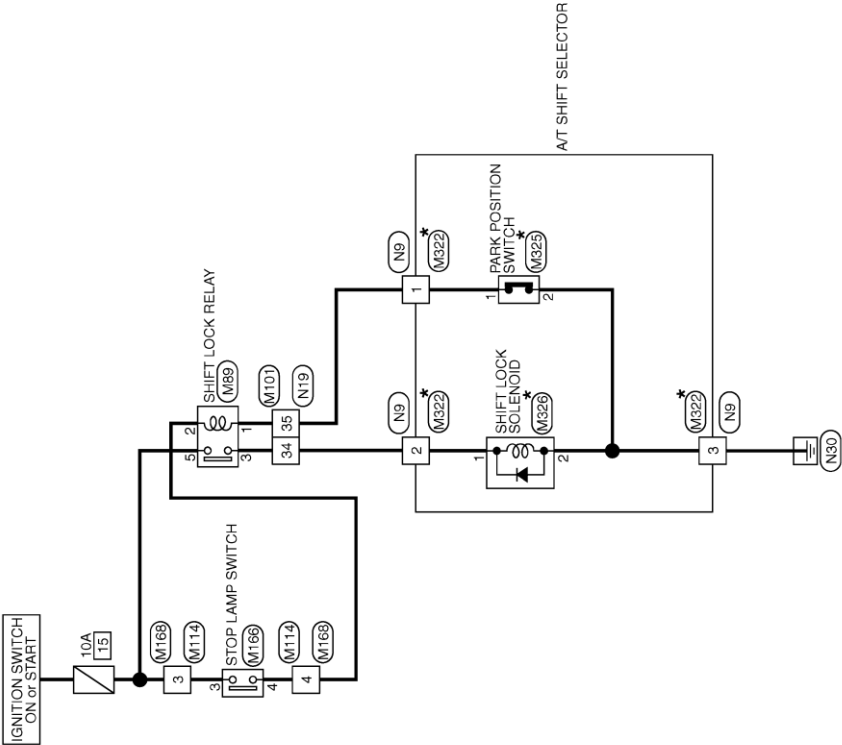 IGNITION SWITCH
ON or START
10A
15
M168
M114
3
STOP LAMP SWITCH
M166
3
4
M114
M168
4
SHIFT LOCK RELAY
M89
5
2
3
1
M101
N19
34
35
A/T SHIFT SELECTOR
N9
*
M322
2
N9
*
M322
1
SHIFT LOCK
SOLENOID
*
M326
1
2
PARK POSITION
SWITCH
*
M325
1
2
*
M322
N9
3
N30